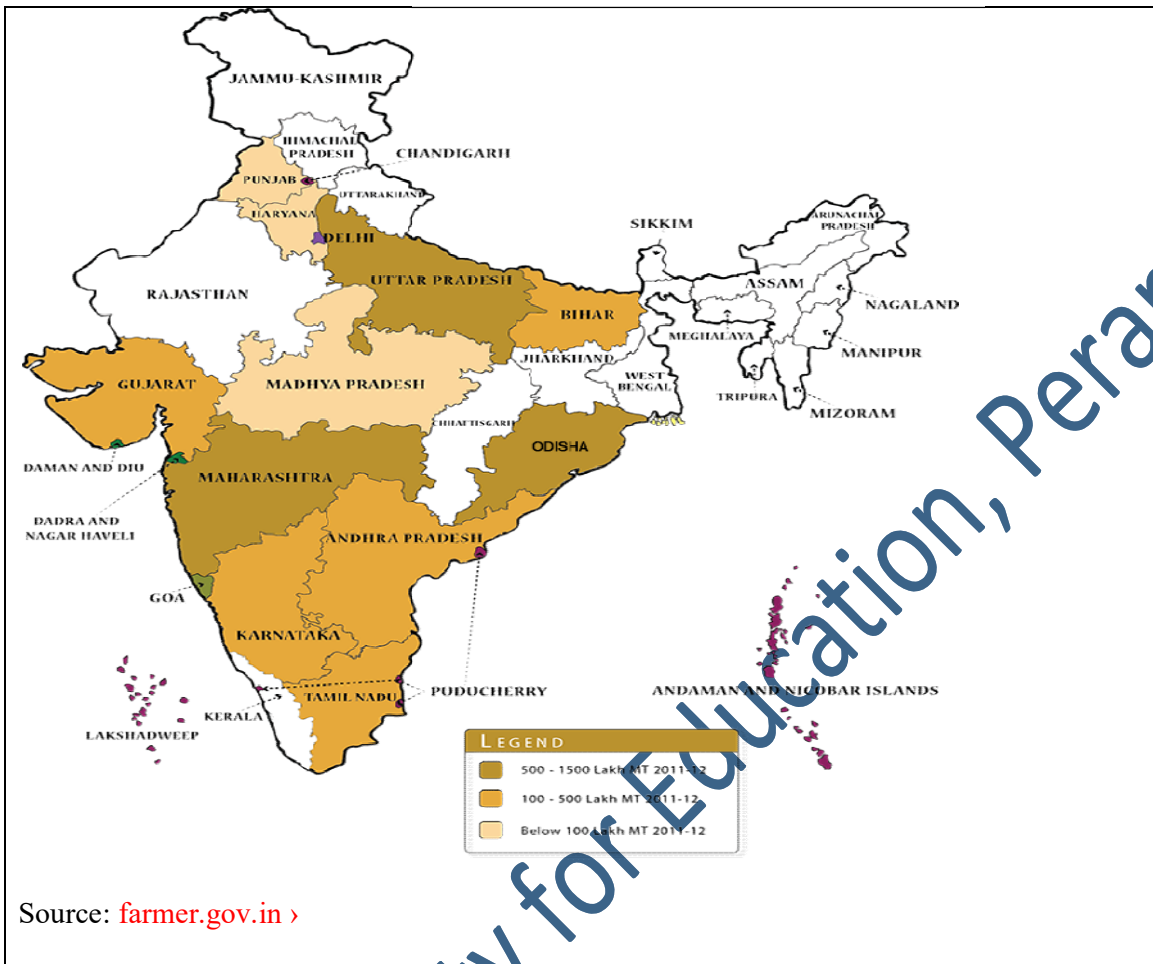 JAMMU-KASHMIR
HIMACHAL
PRADESH
CHANDIGARH
PUNJAB
UTTARAKHAND
HARYANA
DELHI
UTTAR PRADESH
RAJASTHAN
SIKKIM
ARUNACHAL
PRADESH
ASSAM
NAGALAND
MEGHALAYA
MANIPUR
TRIPURA
MIZORAM
BIHAR
JHARKHAND
WEST
BENGAL
GUJARAT
MADHYA PRADESH
CHHATTISGARH
ODISHA
DAMAN AND DIU
MAHARASHTRA
DADRA AND
NAGAR HAVELI
ANDHRA PRADESH
GOA
KARNATAKA
PUDUCHERRY
TAMIL NADU
KERALA
LAKSHADWEEP
ANDAMAN AND NICOBAR ISLANDS
LEGEND
500 - 1500 Lakh MT 2011-12
100 - 500 Lakh MT 2011-12
Below 100 Lakh MT 2011-12
Source: farmer.gov.in ›
for Education,